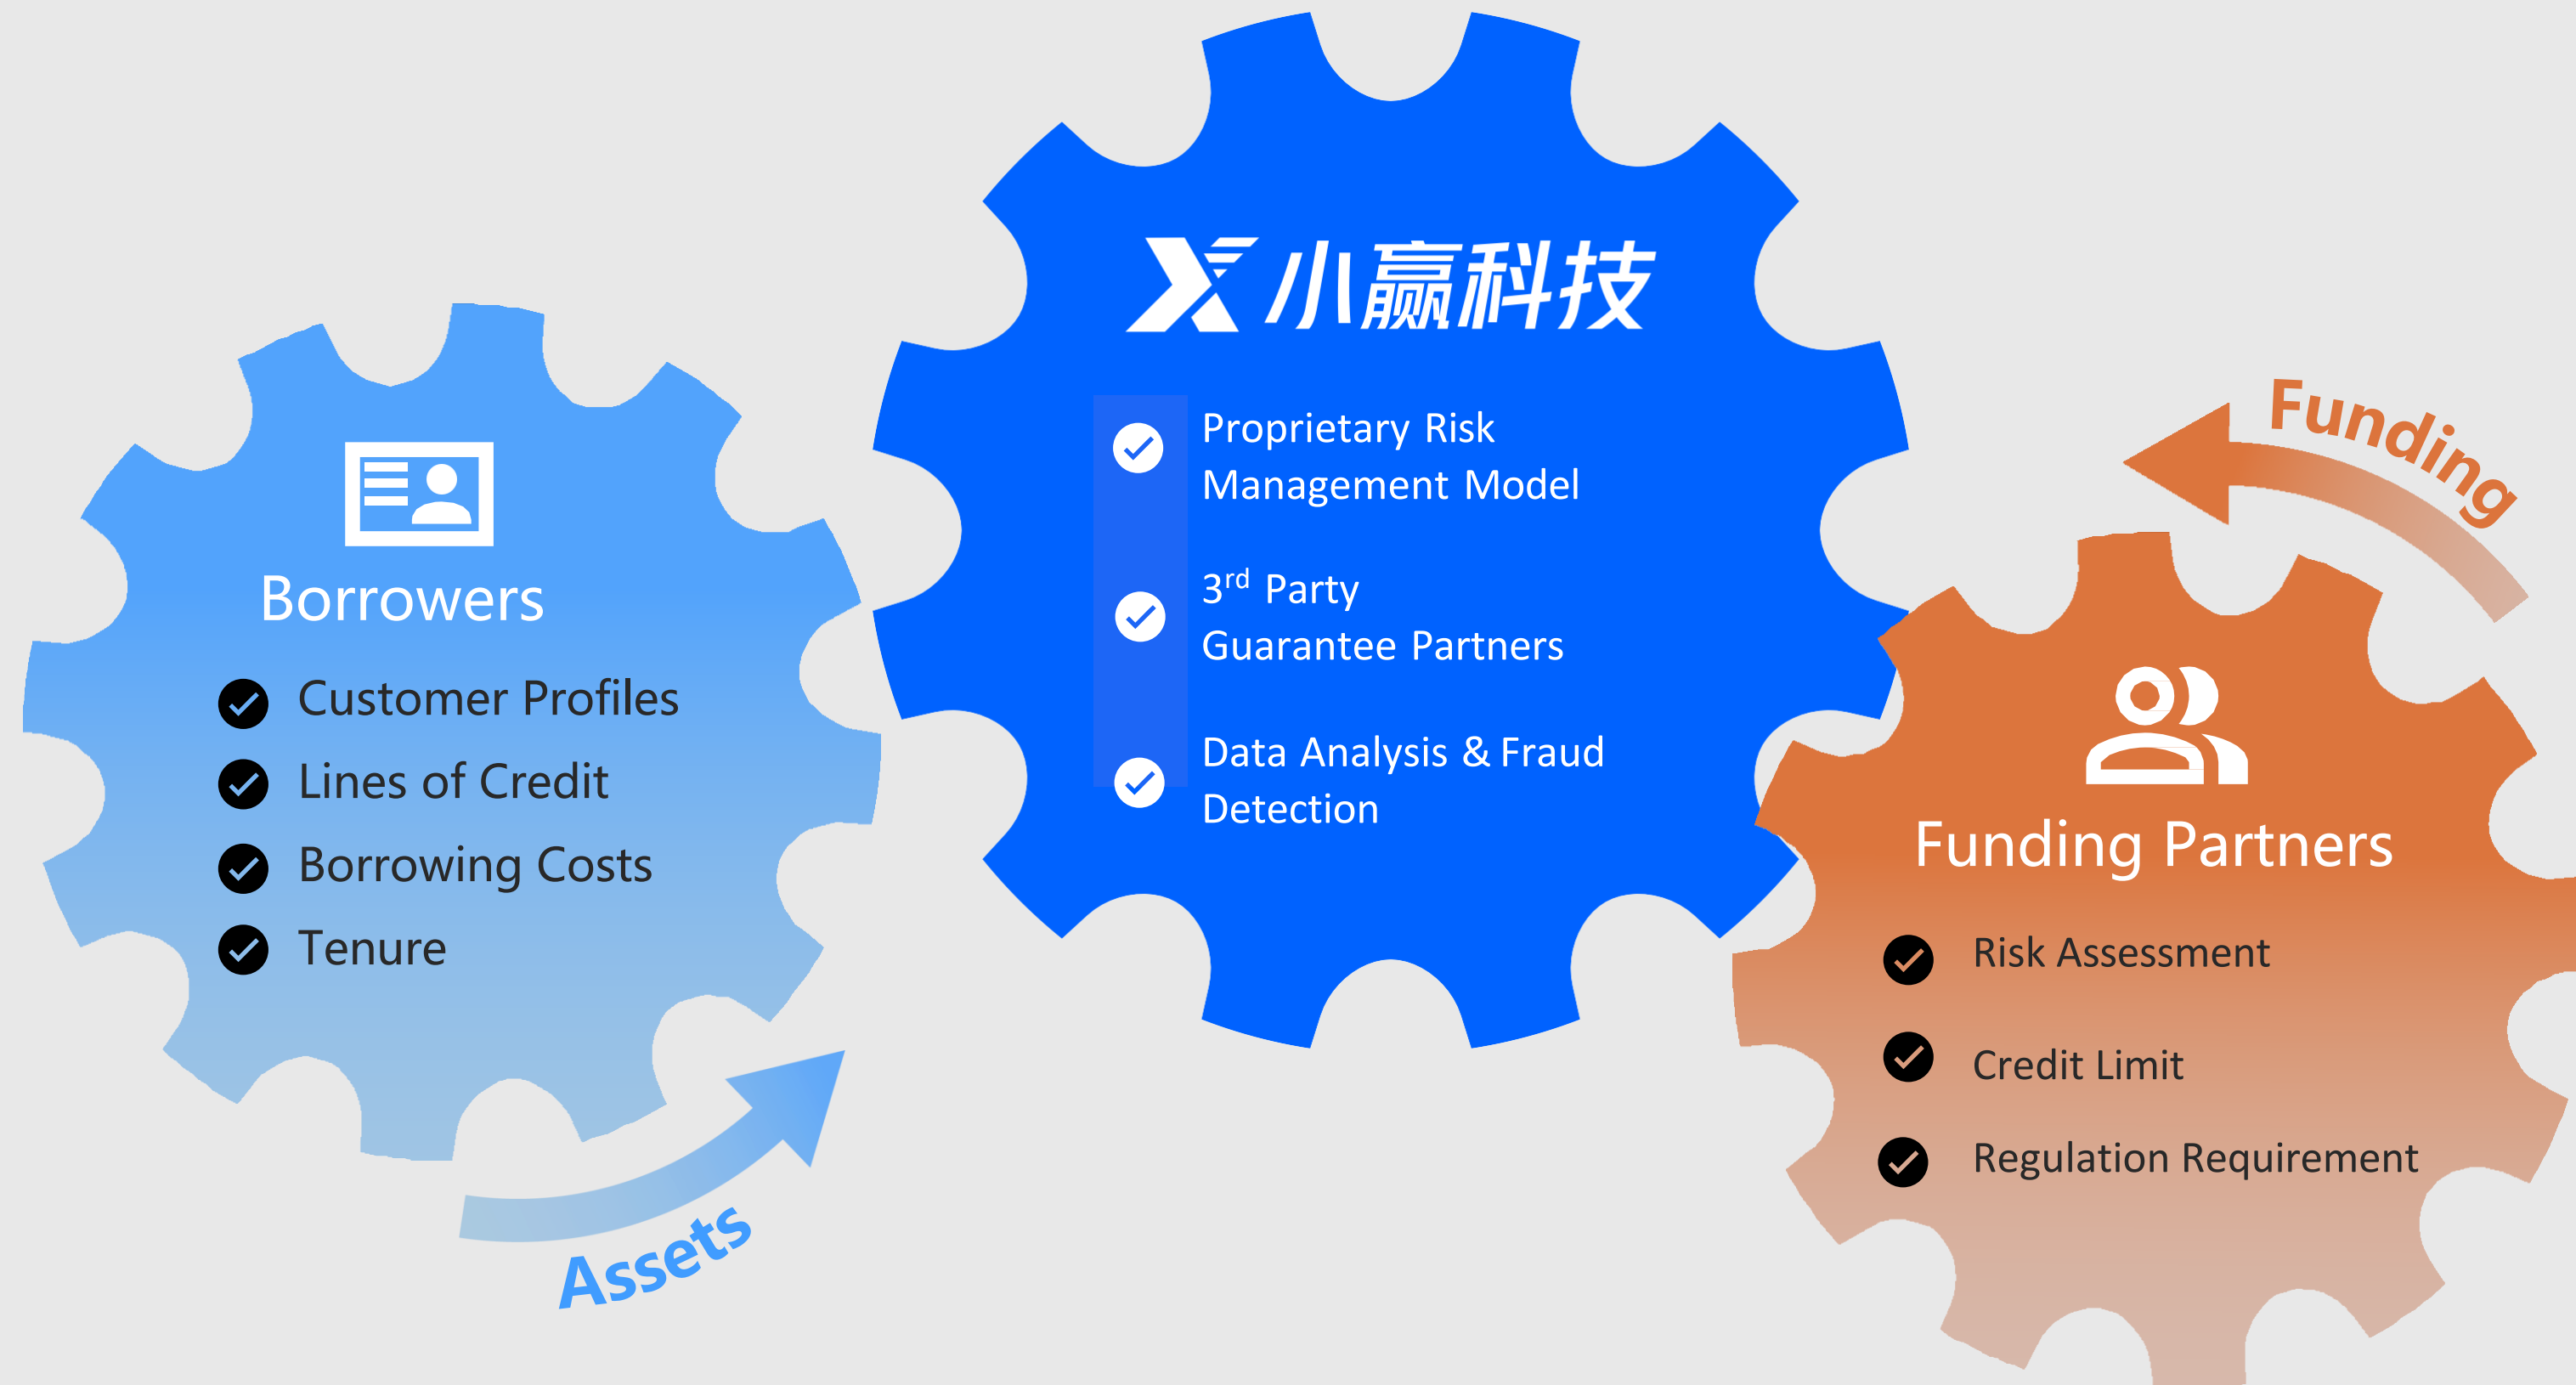 Borrowers
Customer Profiles
Lines of Credit
Borrowing Costs
Tenure
Assets
X小赢科技
Proprietary Risk
Management Model
3rd Party
Guarantee Partners
Data Analysis & Fraud
Detection
Funding
Funding Partners
Risk Assessment
Credit Limit
Regulation Requirement